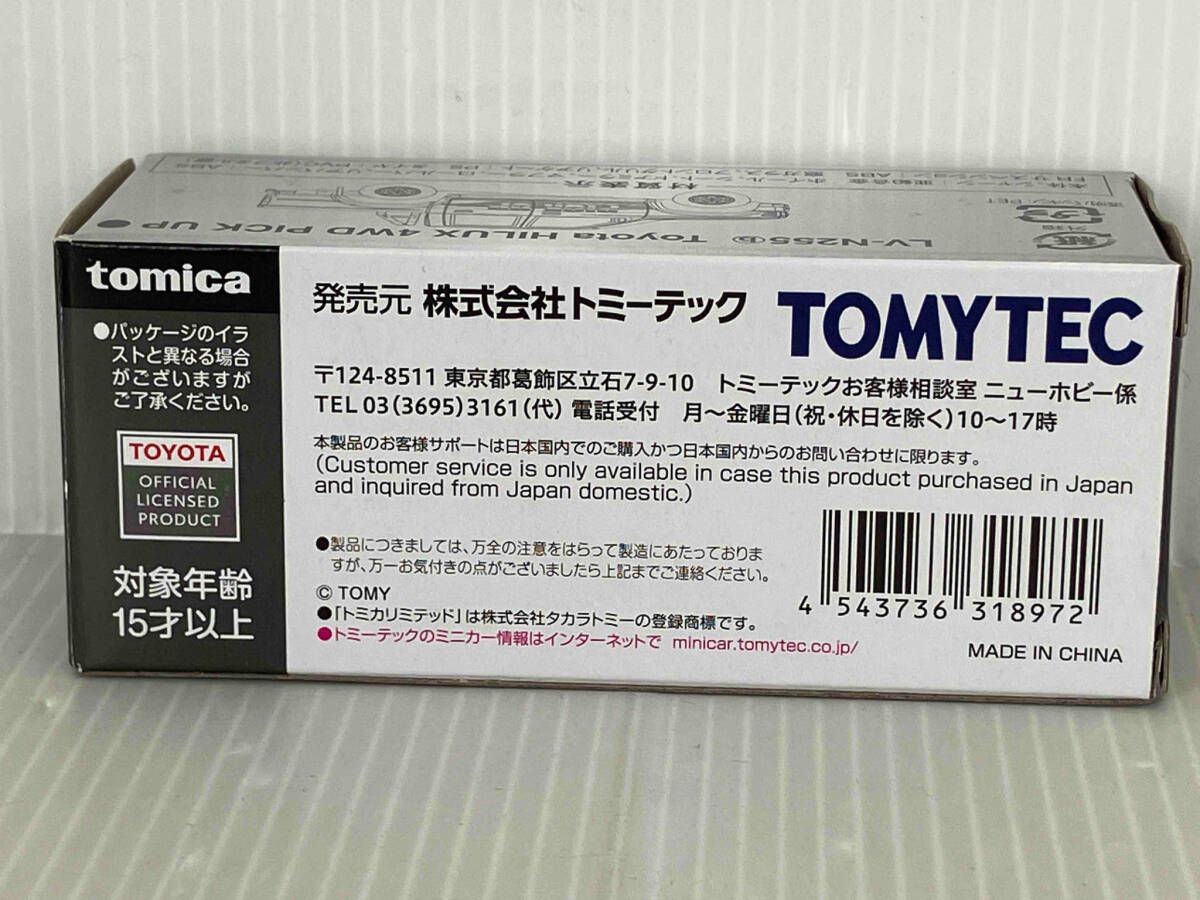 LV-N255ⓑ Toyota HILUX 4WD PICK UP ●
材質表示
紙
外箱
tomica
●パッケージのイラ
ストと異なる場合
がございますが
ご了承ください。
TOYOTA
OFFICIAL
LICENSED
PRODUCT
対象年齢
15才以上
発売元 株式会社トミーテック TOMYTEC
〒124-8511 東京都葛飾区立石7-9-10 トミーテックお客様相談室 ニューホビー係
TEL 03(3695)3161(代) 電話受付 月～金曜日(祝・休日を除く)10～17時
本製品のお客様サポートは日本国内でのご購入かつ日本国内からのお問い合わせに限ります。
(Customer service is only available in case this product purchased in Japan
and inquired from Japan domestic.)
●製品につきましては、万全の注意をはらって製造にあたっておりま
すが、万一お気付きの点がございましたら上記までご連絡ください。
© TOMY
●「トミカリミテッド」は株式会社タカラトミーの登録商標です。
●トミーテックのミニカー情報はインターネットで minicar.tomytec.co.jp/
4 543736 318972
MADE IN CHINA